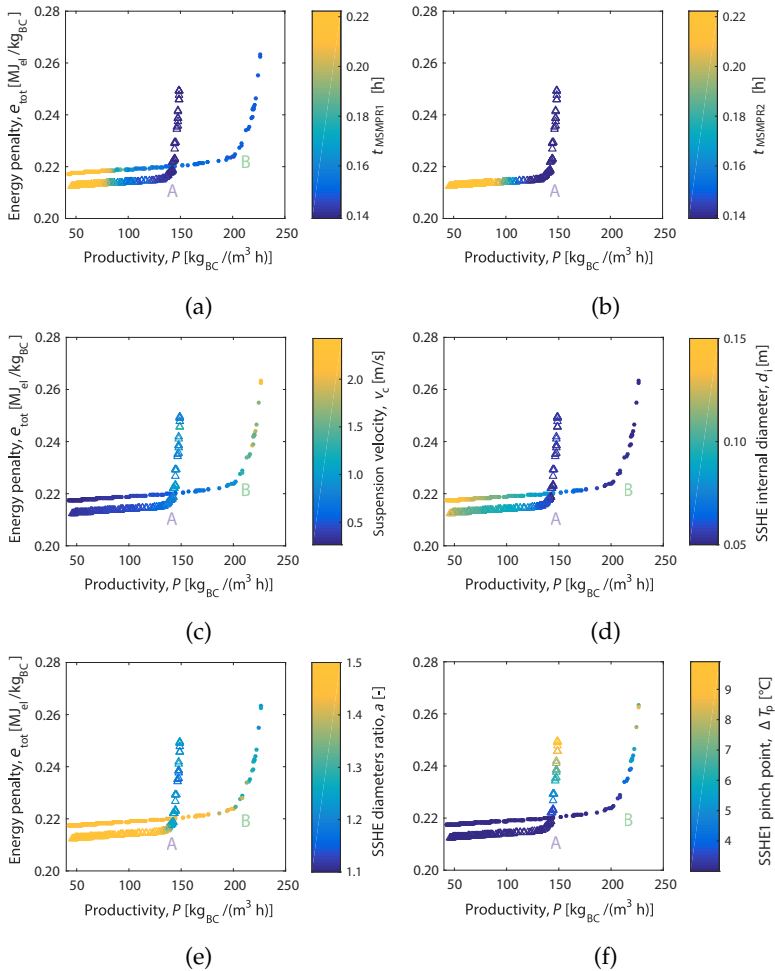 0.28
0.26
0.24
0.22
0.20
50 100 150 200 250
Energy penalty, e_tot [MJ_el/kg_BC]
Productivity, P [kg_BC/(m³ h)]
A
B
0.22
0.20
0.18
0.16
0.14
t_MSMPR1 [h]
(a)
0.28
0.26
0.24
0.22
0.20
50 100 150 200 250
Productivity, P [kg_BC/(m³ h)]
A
0.22
0.20
0.18
0.16
0.14
t_MSMPR2 [h]
(b)
0.28
0.26
0.24
0.22
0.20
50 100 150 200 250
Energy penalty, e_tot [MJ_el/kg_BC]
Productivity, P [kg_BC/(m³ h)]
A
B
2.0
1.5
1.0
0.5
Suspension velocity, v_c [m/s]
(c)
0.28
0.26
0.24
0.22
0.20
50 100 150 200 250
Productivity, P [kg_BC/(m³ h)]
A
B
0.15
0.10
0.05
SSHE internal diameter, d_i [m]
(d)
0.28
0.26
0.24
0.22
0.20
50 100 150 200 250
Energy penalty, e_tot [MJ_el/kg_BC]
Productivity, P [kg_BC/(m³ h)]
A
B
1.5
1.4
1.3
1.2
1.1
SSHE diameters ratio, a [-]
(e)
0.28
0.26
0.24
0.22
0.20
50 100 150 200 250
Productivity, P [kg_BC/(m³ h)]
A
B
9
8
7
6
5
4
SSHE1 pinch point, Δ T_p [°C]
(f)